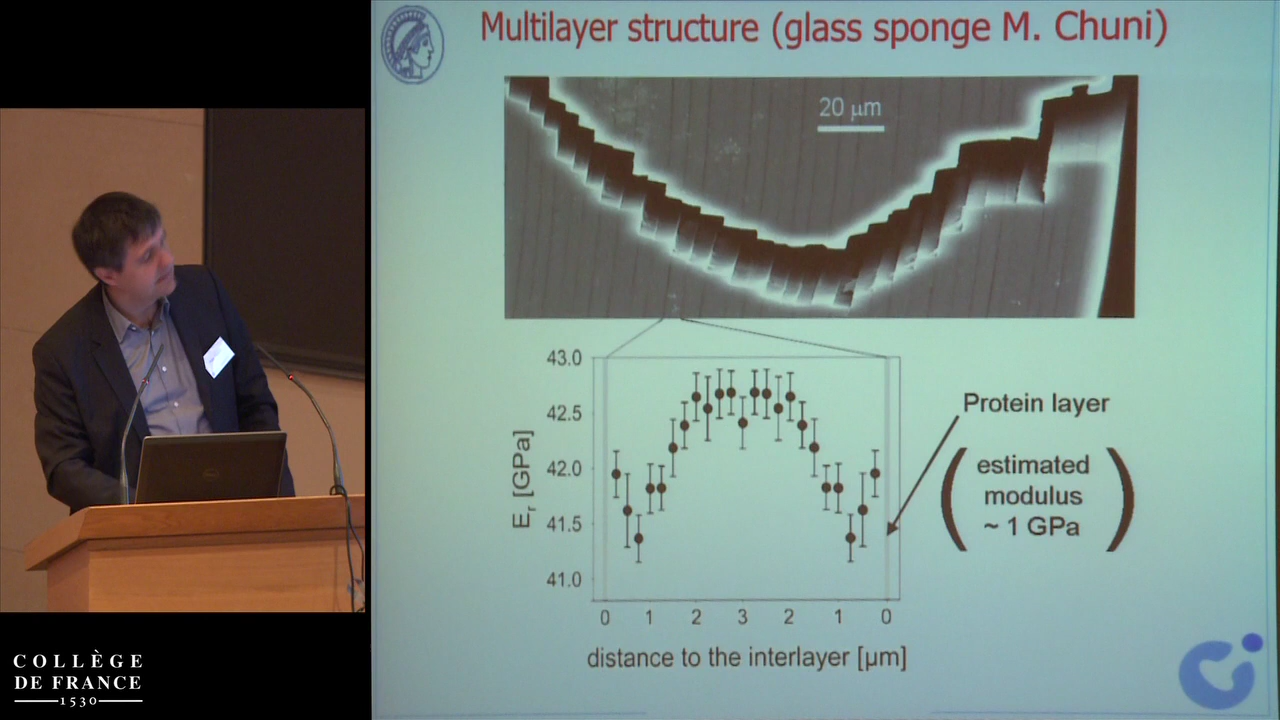 Multilayer structure (glass sponge M. Chuni)
20 µm
43.0
42.5
42.0
41.5
41.0
Er [GPa]
0 1 2 3 2 1 0
distance to the interlayer [µm]
Protein layer
( estimated
modulus
~ 1 GPa )
COLLÈGE
DE FRANCE
1530